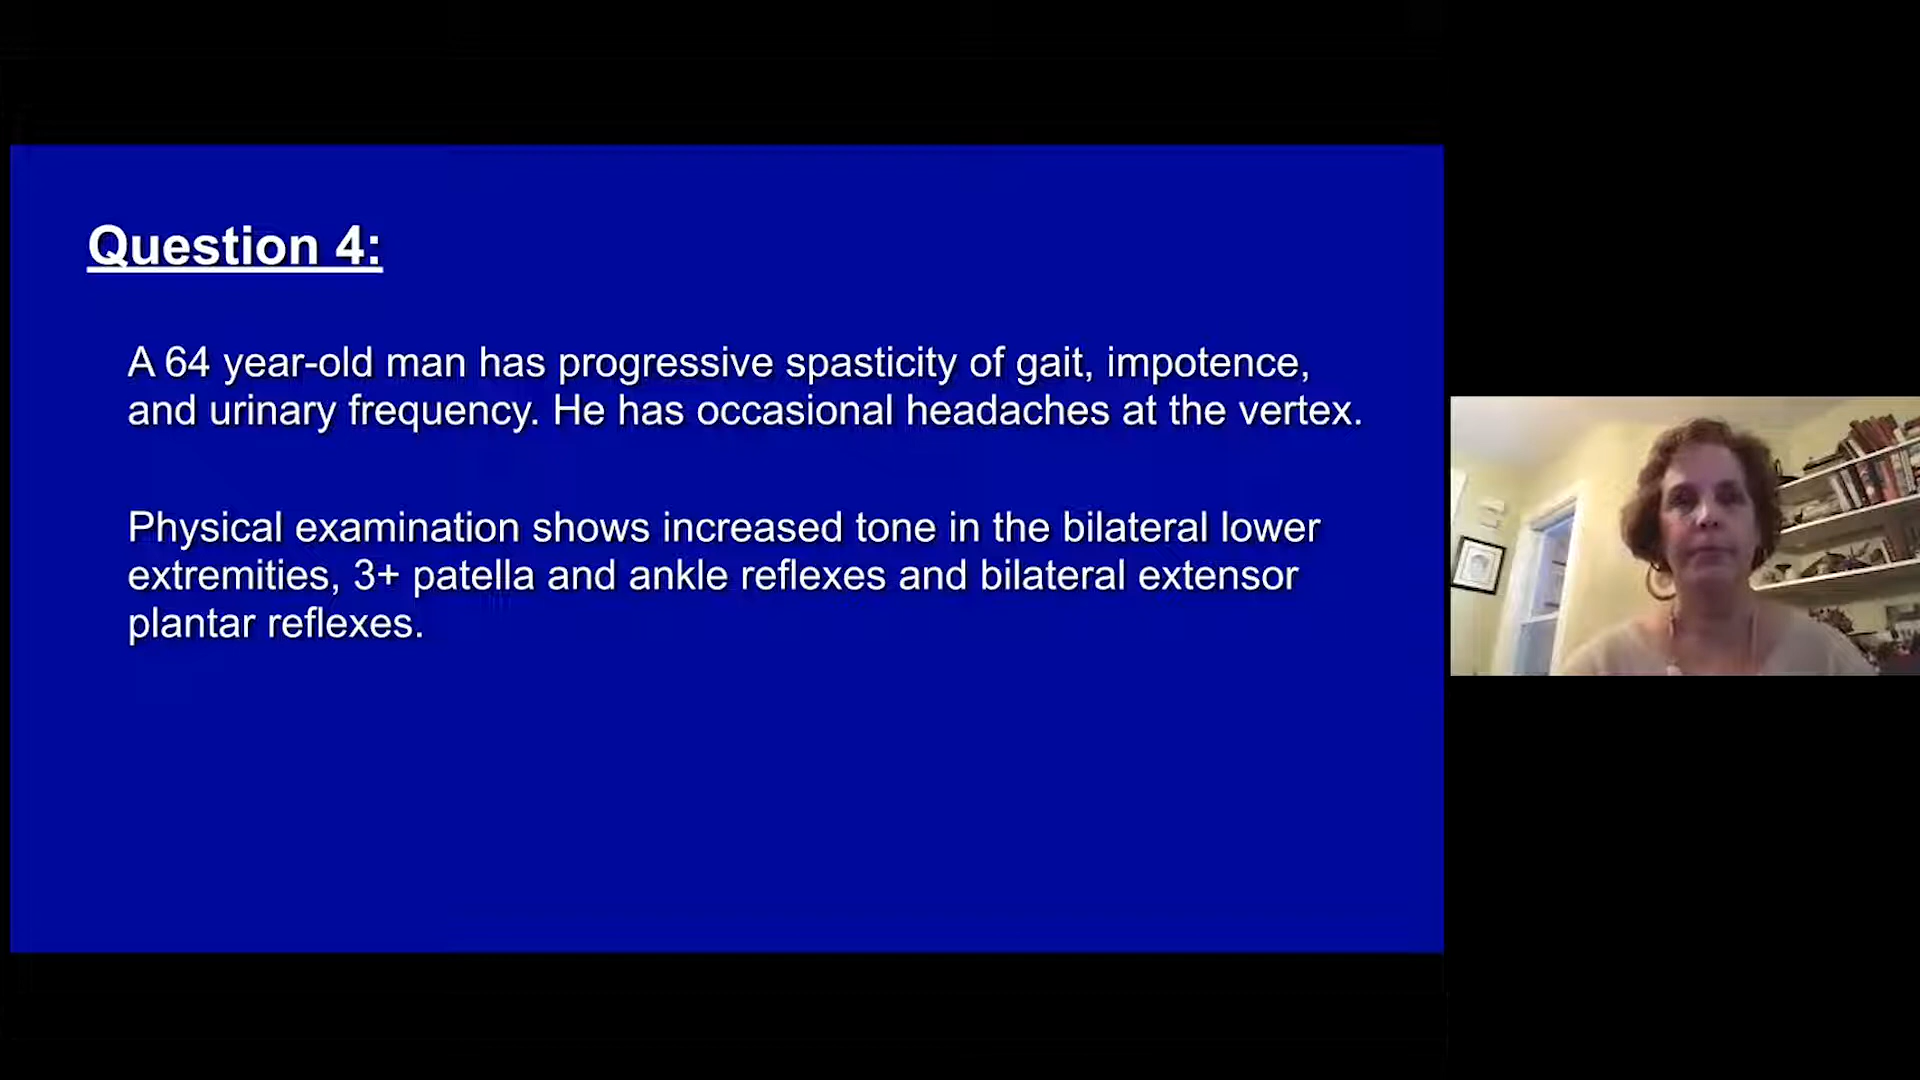 Question 4:
A 64 year-old man has progressive spasticity of gait, impotence,
and urinary frequency. He has occasional headaches at the vertex.
Physical examination shows increased tone in the bilateral lower
extremities, 3+ patella and ankle reflexes and bilateral extensor
plantar reflexes.